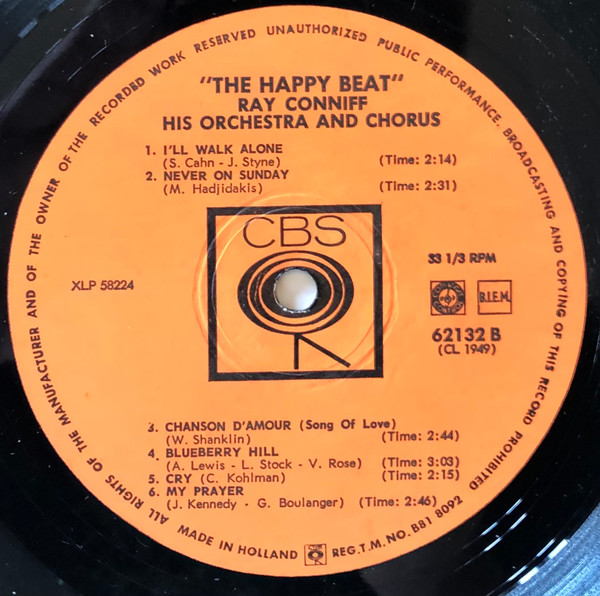 ALL RIGHTS OF THE MANUFACTURER AND OF THE OWNER OF THE RECORDED WORK RESERVED UNAUTHORIZED PUBLIC PERFORMANCE, BROADCASTING AND COPYING OF THIS RECORD PROHIBITED
"THE HAPPY BEAT"
RAY CONNIFF
HIS ORCHESTRA AND CHORUS
1. I'LL WALK ALONE
(S. Cahn - J. Styne) (Time: 2:14)
2. NEVER ON SUNDAY
(M. Hadjidakis) (Time: 2:31)
CBS
XLP 58224
33 1/3 RPM
B.I.E.M.
62132 B
(CL 1949)
3. CHANSON D'AMOUR (Song Of Love)
(W. Shanklin) (Time: 2:44)
4. BLUEBERRY HILL
(A. Lewis - L. Stock - V. Rose) (Time: 3:03)
5. CRY (C. Kohlman) (Time: 2:15)
6. MY PRAYER
(J. Kennedy - G. Boulanger) (Time: 2:46)
MADE IN HOLLAND REG.T.M.NO. B81 8092